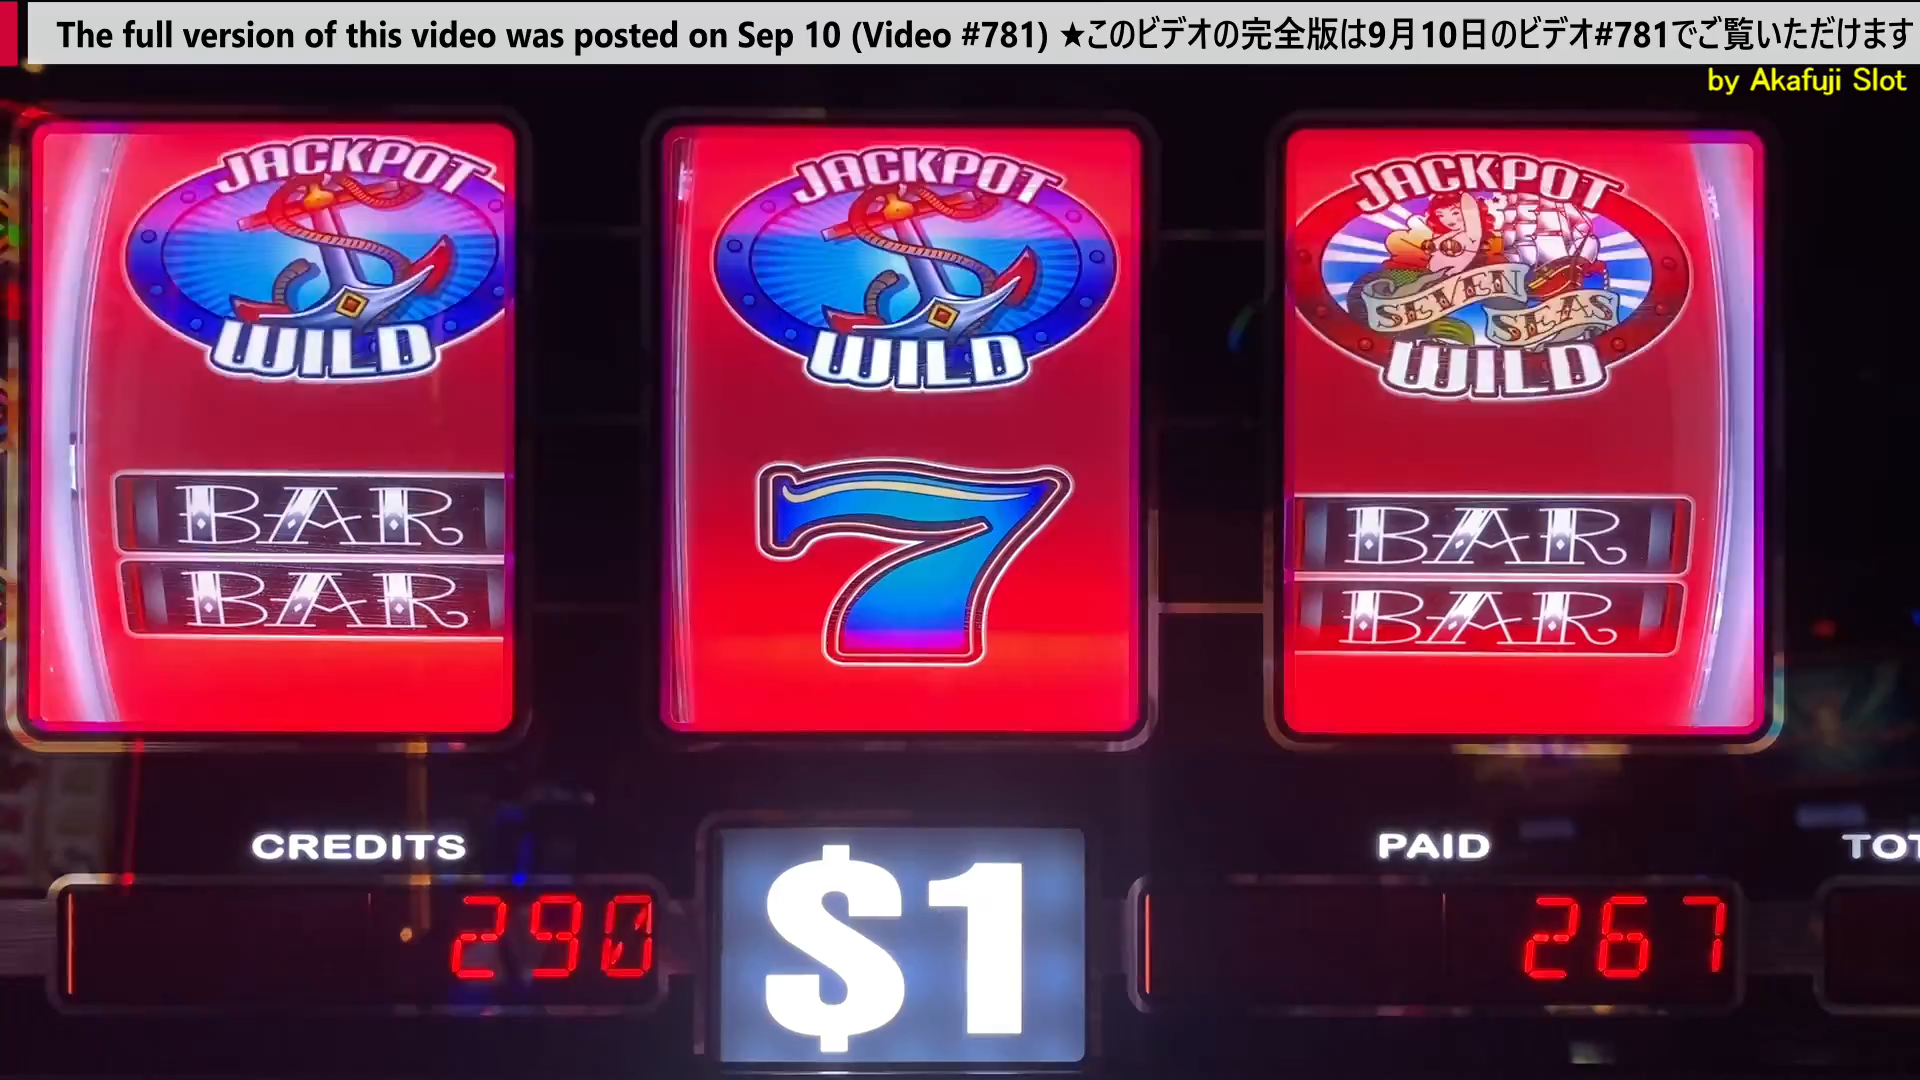 The full version of this video was posted on Sep 10 (Video #781) ★このビデオの完全版は9月10日のビデオ#781でご覧いただけます
by Akafuji Slot
JACKPOT
WILD
JACKPOT
WILD
JACKPOT
SEVEN
SEAS
WILD
BAR
BAR
7
BAR
BAR
CREDITS
290
$1
PAID
267
TOT